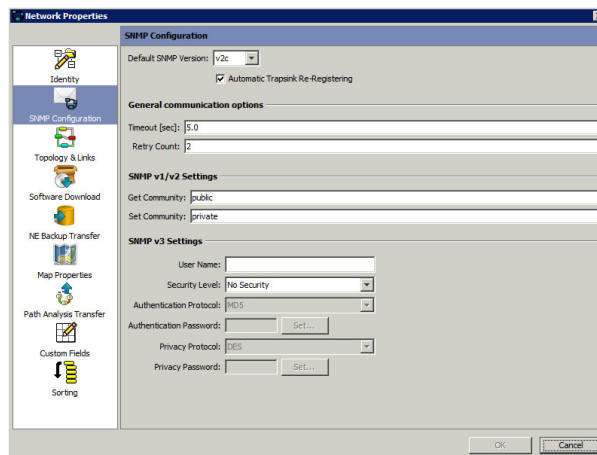 Network Properties
SNMP Configuration
Identity
SNMP Configuration
Topology & Links
Software Download
NE Backup Transfer
Map Properties
Path Analysis Transfer
Custom Fields
Sorting
Default SNMP Version: v2c
Automatic Trapsink Re-Registering
General communication options
Timeout [sec]: 5.0
Retry Count: 2
SNMP v1/v2 Settings
Get Community: public
Set Community: private
SNMP v3 Settings
User Name:
Security Level: No Security
Authentication Protocol: MD5
Authentication Password: Set...
Privacy Protocol: DES
Privacy Password: Set...
OK Cancel